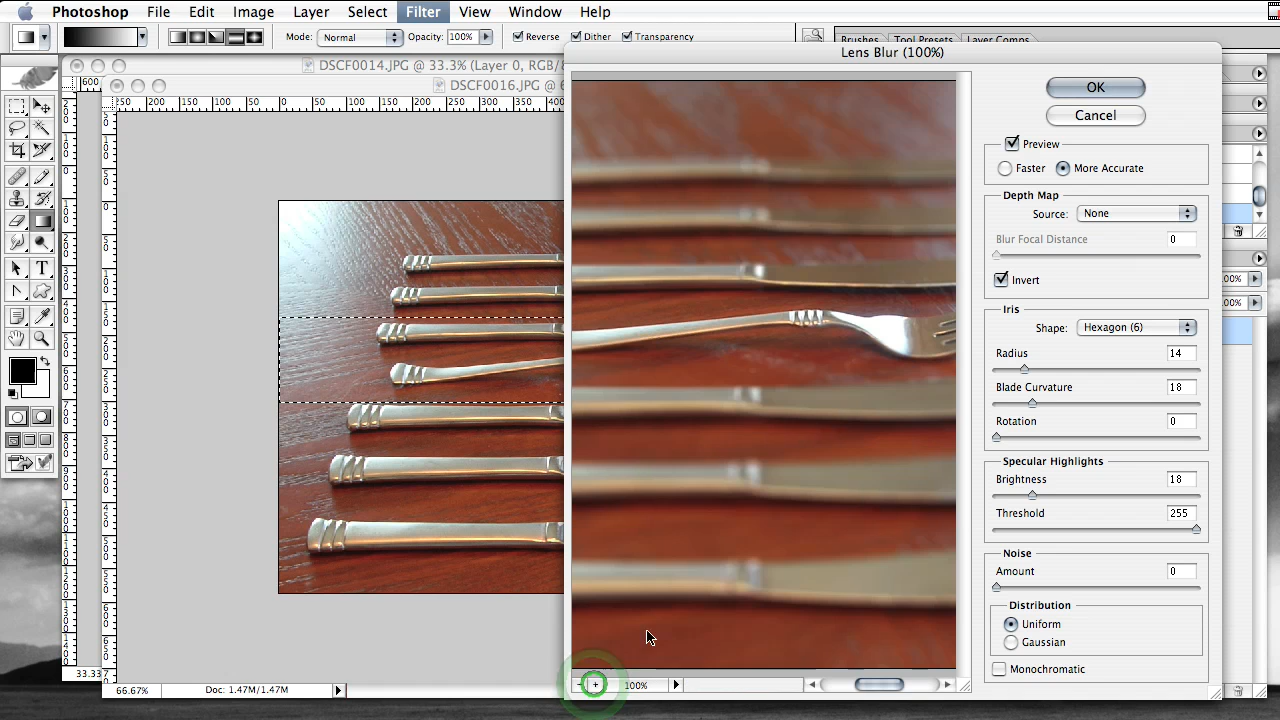 Photoshop File Edit Image Layer Select Filter View Window Help
Mode: Normal Opacity: 100% Reverse Dither Transparency
Brushes Tool Presets Layer Comps
Lens Blur (100%)
DSCF0014.JPG @ 33.3% (Layer 0, RGB/8
DSCF0016.JPG @ 6
OK
Cancel
Preview
Faster More Accurate
Depth Map
Source: None
Blur Focal Distance 0
Invert
Iris
Shape: Hexagon (6)
Radius 14
Blade Curvature 18
Rotation 0
Specular Highlights
Brightness 18
Threshold 255
Noise
Amount 0
Distribution
Uniform
Gaussian
Monochromatic
33.33
66.67% Doc: 1.47M/1.47M
- + 100%